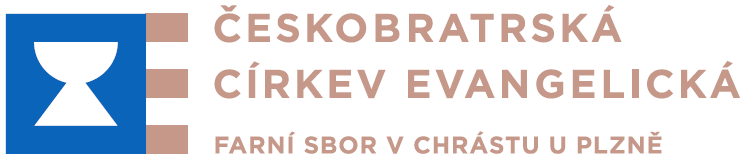 ČESKOBRATRSKÁ
CÍRKEV EVANGELICKÁ
FARNÍ SBOR V CHRÁSTU U PLZNĚ